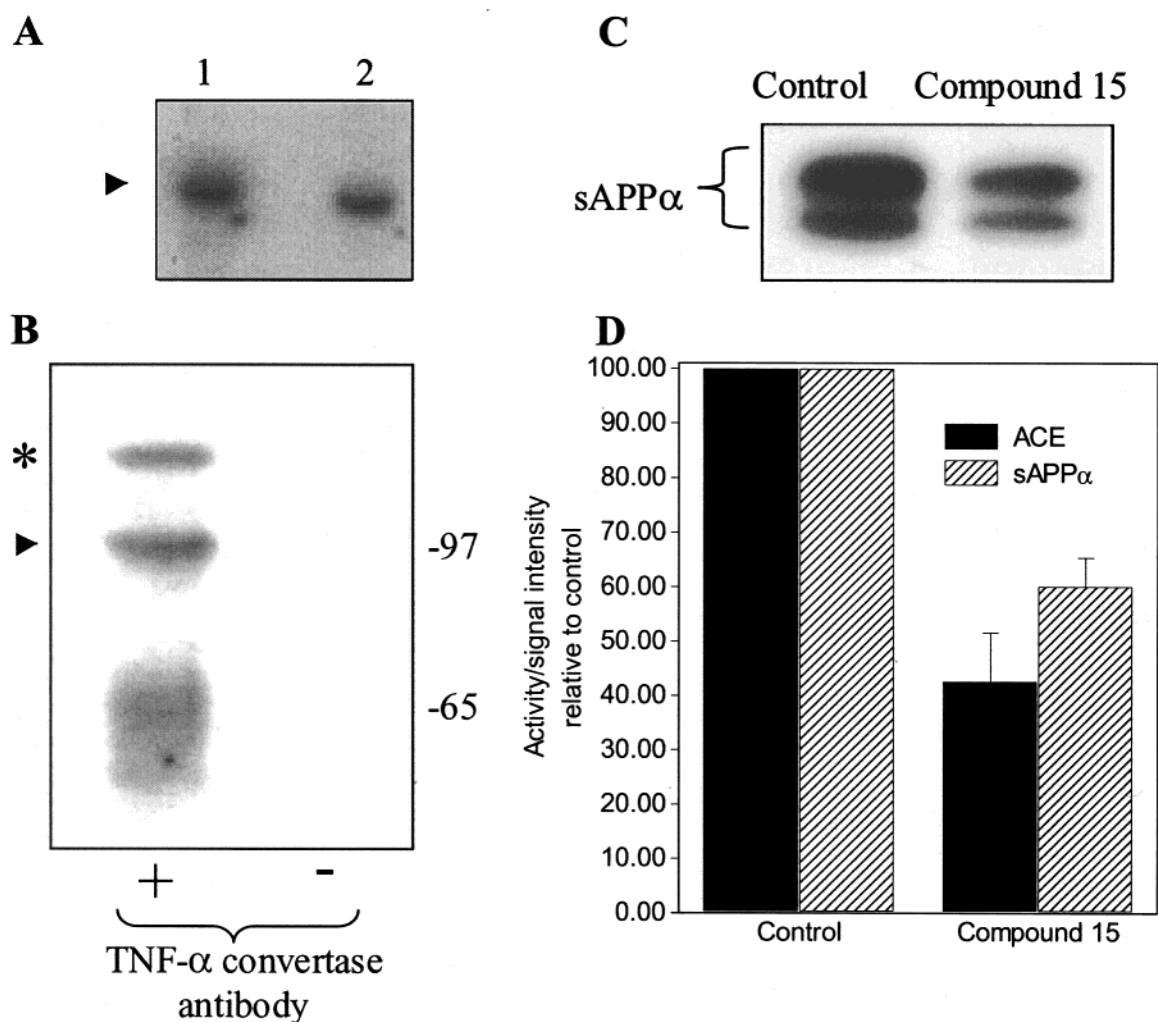 A
1 2
C
Control Compound 15
sAPPα
B
*
-97
-65
+ -
TNF-α convertase
antibody
D
100.00
90.00
80.00
70.00
60.00
50.00
40.00
30.00
20.00
10.00
0.00
Activity/signal intensity
relative to control
ACE
sAPPα
Control Compound 15